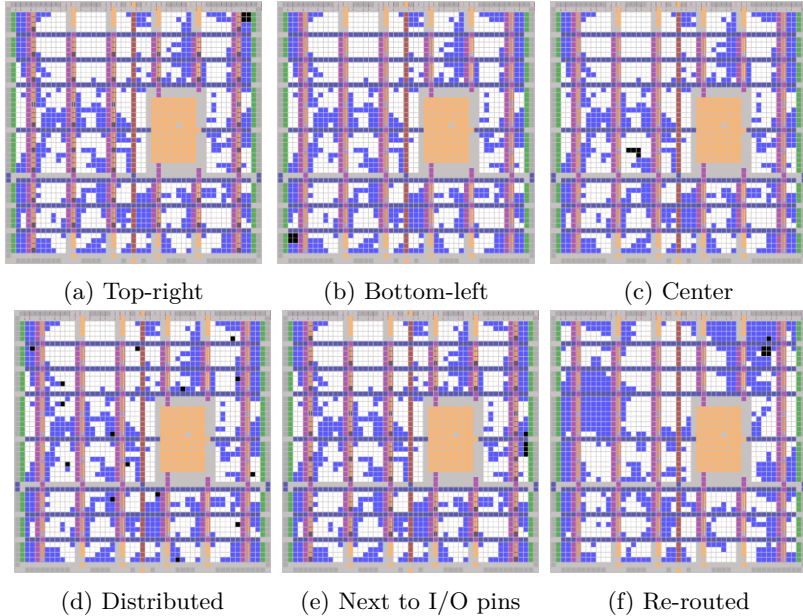 (a) Top-right
(b) Bottom-left
(c) Center
(d) Distributed
(e) Next to I/O pins
(f) Re-routed